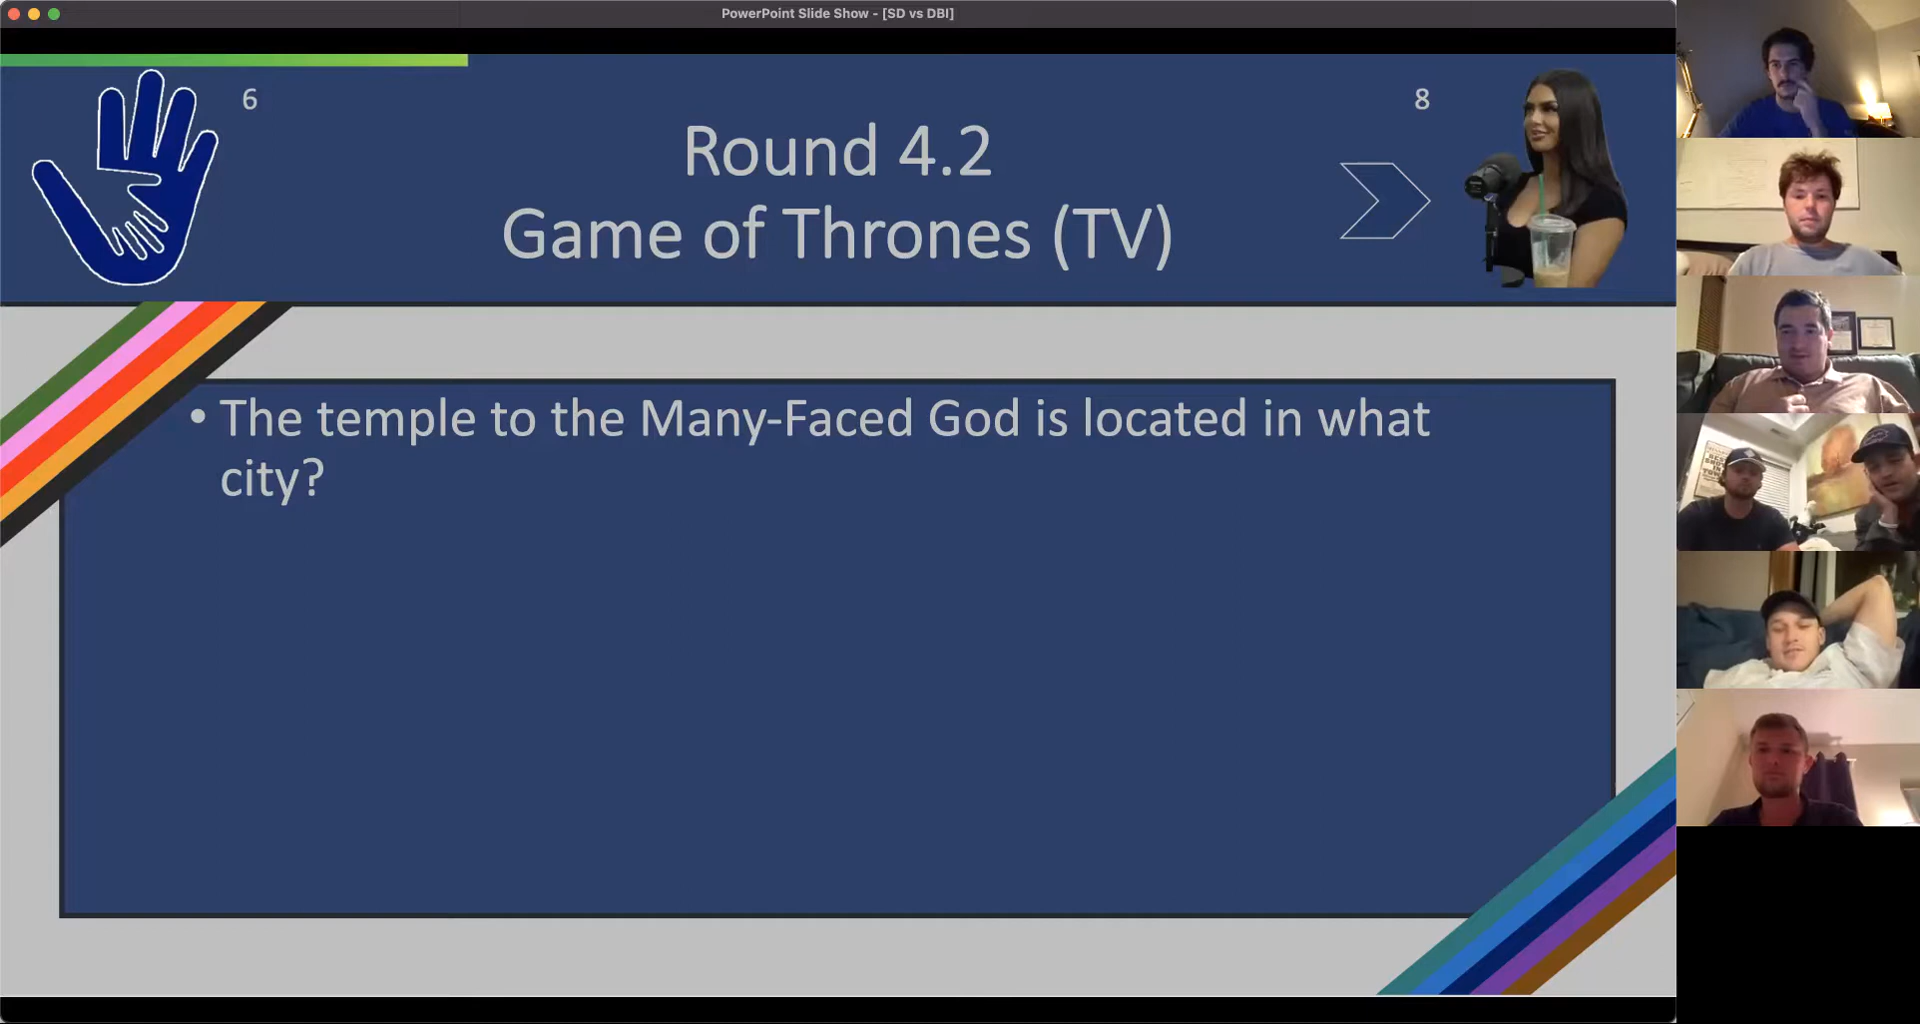 PowerPoint Slide Show - [SD vs DBI]
6
8
Round 4.2
Game of Thrones (TV)
• The temple to the Many-Faced God is located in what
city?